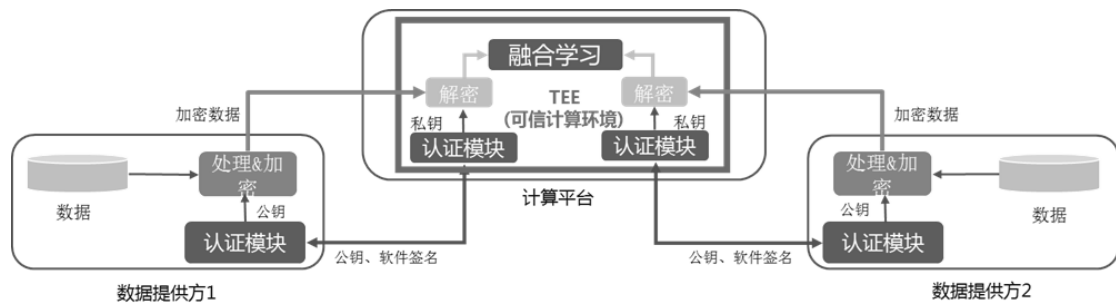 融合学习
解密
解密
TEE
(可信计算环境)
私钥
私钥
认证模块
认证模块
计算平台
加密数据
加密数据
处理&加
密
数据
公钥
认证模块
公钥、软件签名
数据提供方1
处理&加
密
数据
公钥
认证模块
公钥、软件签名
数据提供方2